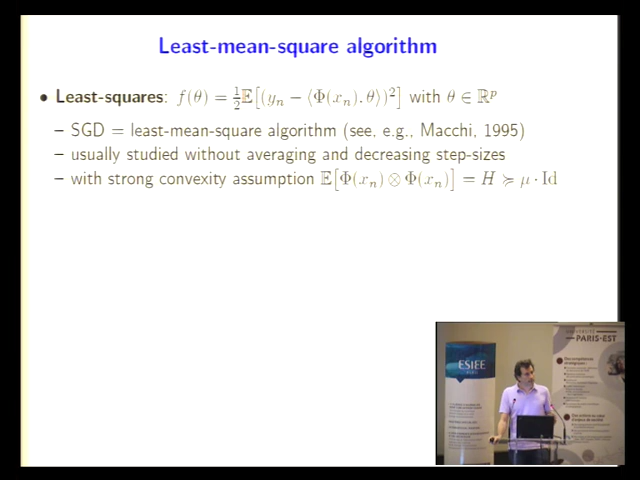 Least-mean-square algorithm
• Least-squares: f(θ) = ½𝔼[(yₙ − ⟨Φ(xₙ), θ⟩)²] with θ ∈ ℝᵖ
– SGD = least-mean-square algorithm (see, e.g., Macchi, 1995)
– usually studied without averaging and decreasing step-sizes
– with strong convexity assumption 𝔼[Φ(xₙ) ⊗ Φ(xₙ)] = H ≽ μ · Id
ESIEE
PARIS-EST